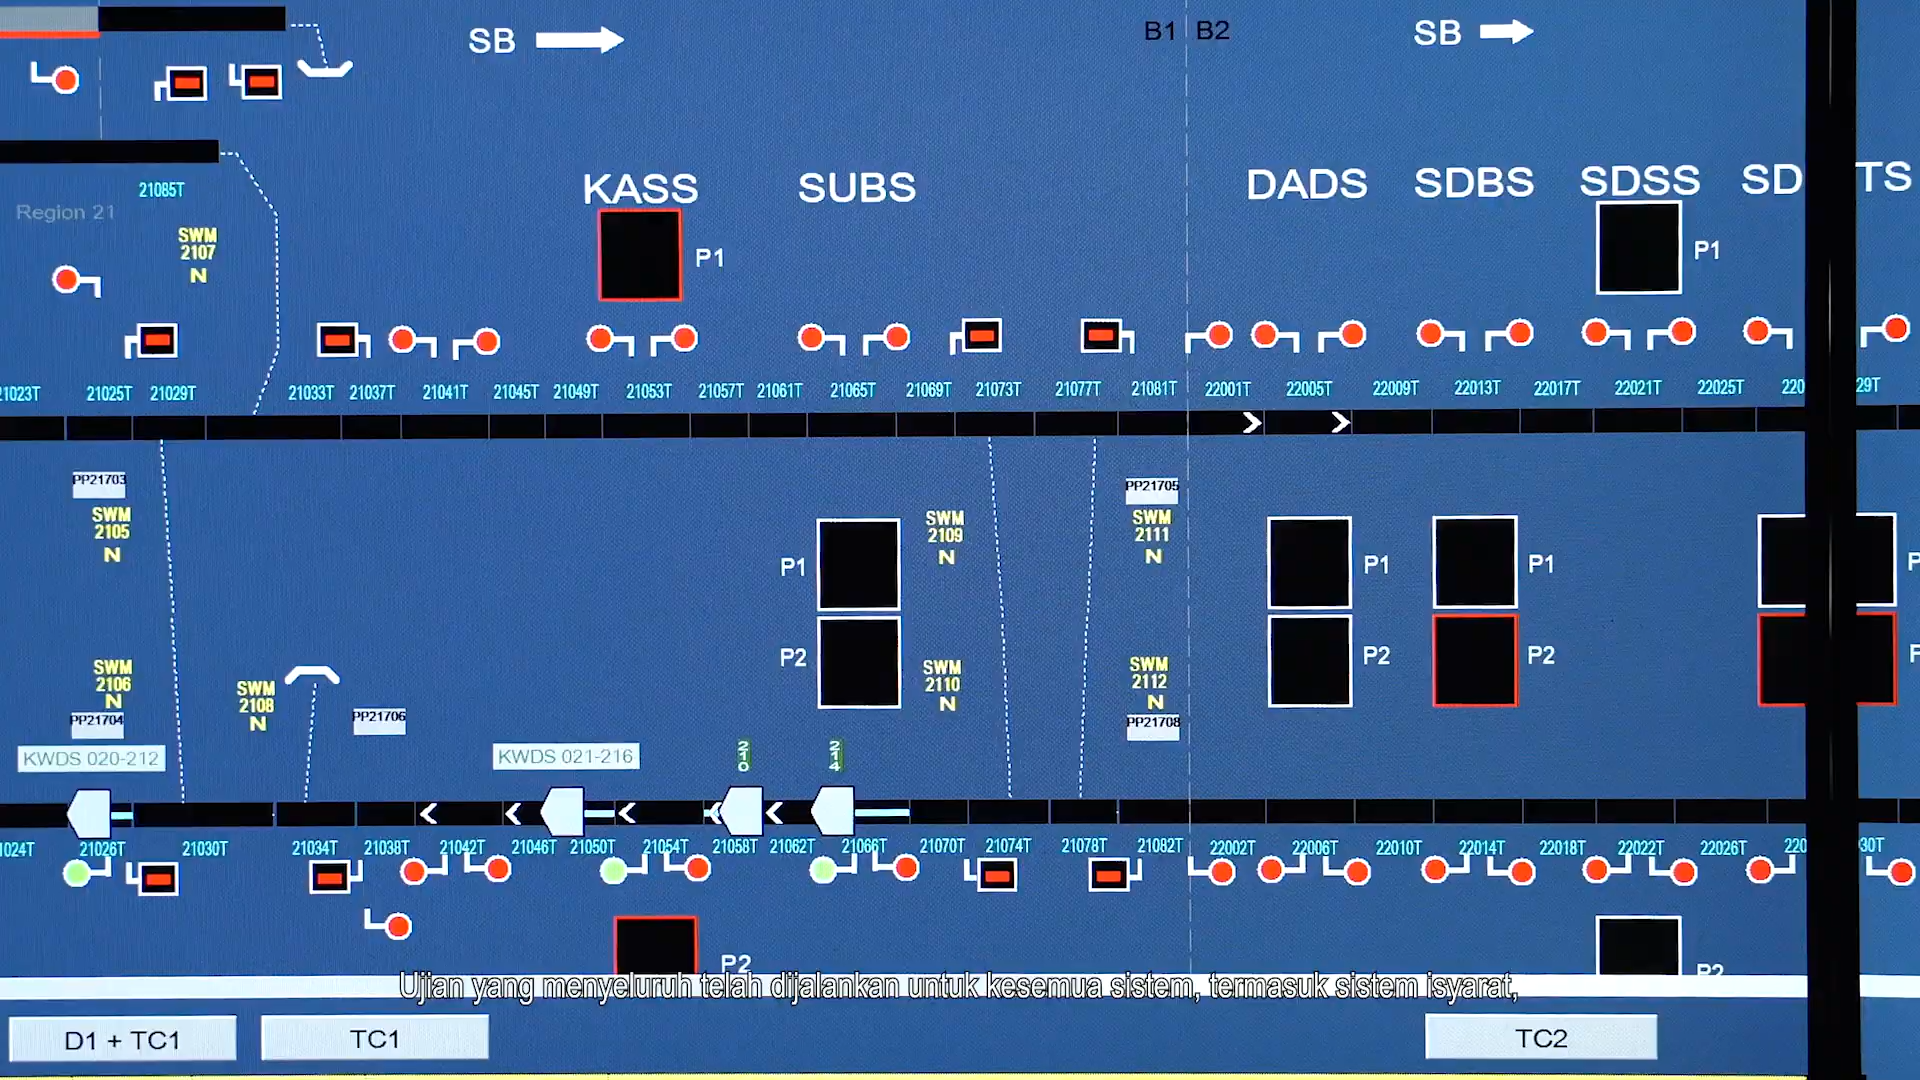 SB
B1 B2
SB
KASS SUBS DADS SDBS SDSS SD TS
21085T
Region 21
SWM
2107
N
P1
P1
21023T 21025T 21029T 21033T 21037T 21041T 21045T 21049T 21053T 21057T 21061T 21065T 21069T 21073T 21077T 21081T 22001T 22005T 22009T 22013T 22017T 22021T 22025T
PP21703
SWM
2105
N
PP21705
SWM
2109
N
SWM
2111
N
P1
P1
P1
P2
P2
P2
SWM
2106
N
PP21704
SWM
2108
N
PP21706
SWM
2110
N
SWM
2112
N
PP21708
KWDS 020-212
KWDS 021-216
210
214
21026T 21030T 21034T 21038T 21042T 21046T 21050T 21054T 21058T 21062T 21066T 21070T 21074T 21078T 21082T 22002T 22006T 22010T 22014T 22018T 22022T 22026T
P2
P2
Ujian yang menyeluruh telah dijalankan untuk kesemua sistem, termasuk sistem isyarat,
D1 + TC1
TC1
TC2